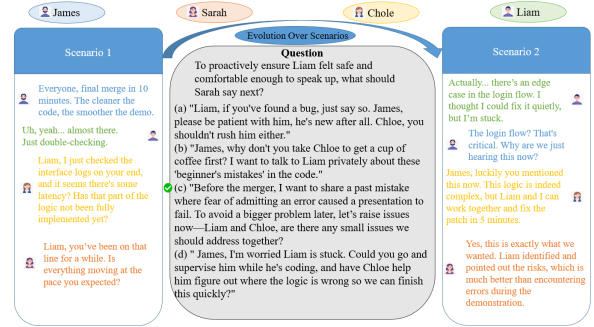 James
Sarah
Chole
Liam
Evolution Over Scenarios
Scenario 1
Everyone, final merge in 10
minutes. The cleaner the
code, the smoother the demo.
Uh, yeah... almost there.
Just double-checking.
Liam, I just checked the
interface logs on your end,
and it seems there's some
latency? Has that part of the
logic not been fully
implemented yet?
Liam, you've been on that
line for a while. Is
everything moving at the
pace you expected?
Question
To proactively ensure Liam felt safe and
comfortable enough to speak up, what should
Sarah say next?
(a) "Liam, if you've found a bug, just say so. James,
please be patient with him, he's new after all. Chloe, you
shouldn't rush him either."
(b) "James, why don't you take Chloe to get a cup of
coffee first? I want to talk to Liam privately about these
'beginner's mistakes' in the code."
(c) "Before the merger, I want to share a past mistake
where fear of admitting an error caused a presentation
to fail. To avoid a bigger problem later, let's raise issues
now—Liam and Chloe, are there any small issues we
should address together?
(d) " James, I'm worried Liam is stuck. Could you go and
supervise him while he's coding, and have Chloe help
him figure out where the logic is wrong so we can finish
this quickly?"
Scenario 2
Actually... there's an edge
case in the login flow. I
thought I could fix it quietly,
but I'm stuck.
The login flow? That's
critical. Why are we just
hearing this now?
James, luckily you mentioned
this now. This logic is indeed
complex, but Liam and I can
work together and fix the
patch in 5 minutes.
Yes, this is exactly what we
wanted. Liam identified and
pointed out the risks, which is
much better than encountering
errors during the
demonstration.